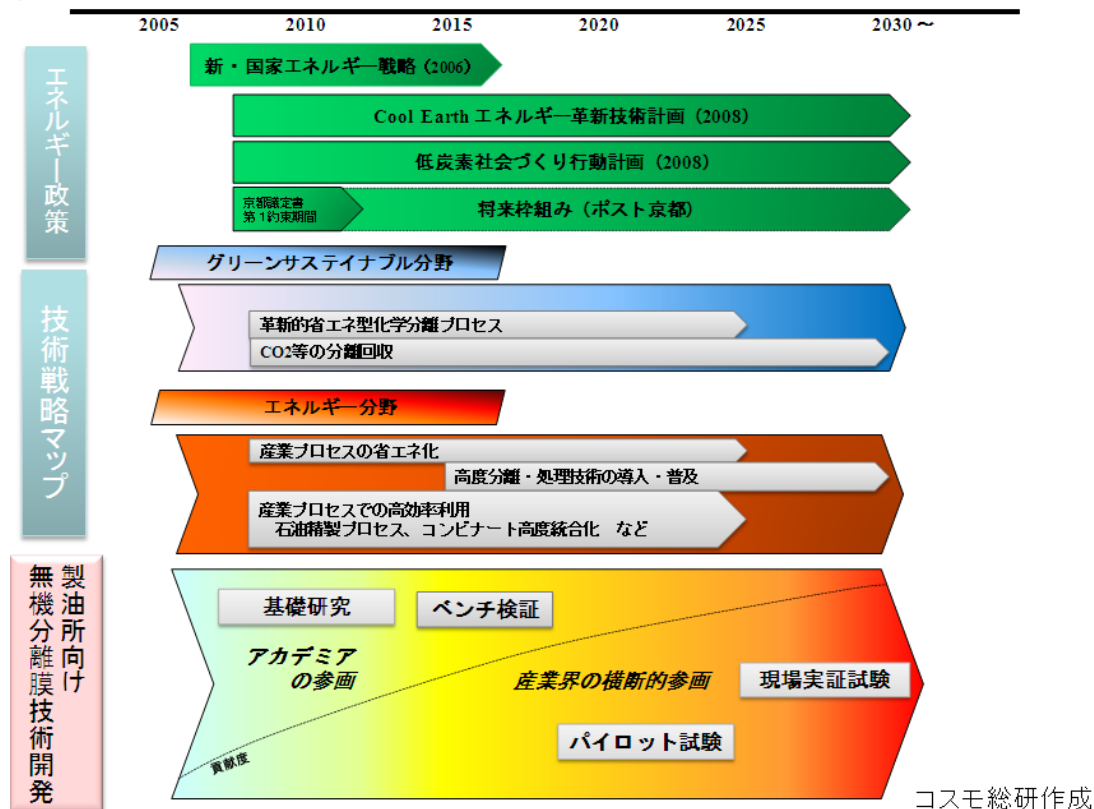 2005 2010 2015 2020 2025 2030～
エネルギー政策
新・国家エネルギー戦略 (2006)
Cool Earth エネルギー革新技術計画 (2008)
低炭素社会づくり行動計画 (2008)
京都議定書
第1約束期間
将来枠組み (ポスト京都)
技術戦略マップ
グリーンサステイナブル分野
革新的省エネ型化学分離プロセス
CO2等の分離回収
エネルギー分野
産業プロセスの省エネ化
高度分離・処理技術の導入・普及
産業プロセスでの高効率利用
石油精製プロセス、コンビナート高度統合化　など
製油所向け
無機分離膜技術開発
基礎研究
ベンチ検証
アカデミア
の参画
産業界の横断的参画
現場実証試験
パイロット試験
貢献度
コスモ総研作成